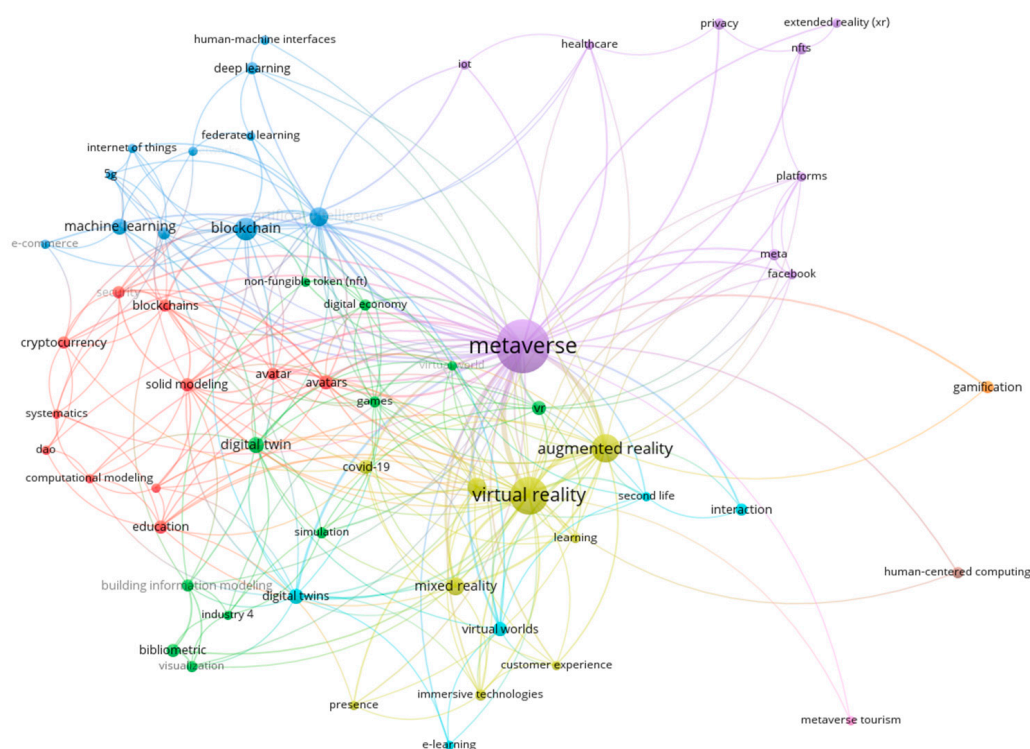 privacy
extended reality (xr)
human-machine interfaces
healthcare
nfts
iot
deep learning
federated learning
internet of things
5g
platforms
machine learning
blockchain
e-commerce
meta
facebook
non-fungible token (nft)
security
blockchains
digital economy
cryptocurrency
metaverse
virtual world
solid modeling
avatar
avatars
gamification
games
vr
systematics
digital twin
augmented reality
dao
covid-19
computational modeling
virtual reality
second life
interaction
education
simulation
learning
human-centered computing
building information modeling
mixed reality
digital twins
industry 4
virtual worlds
bibliometric
visualization
customer experience
immersive technologies
presence
metaverse tourism
e-learning